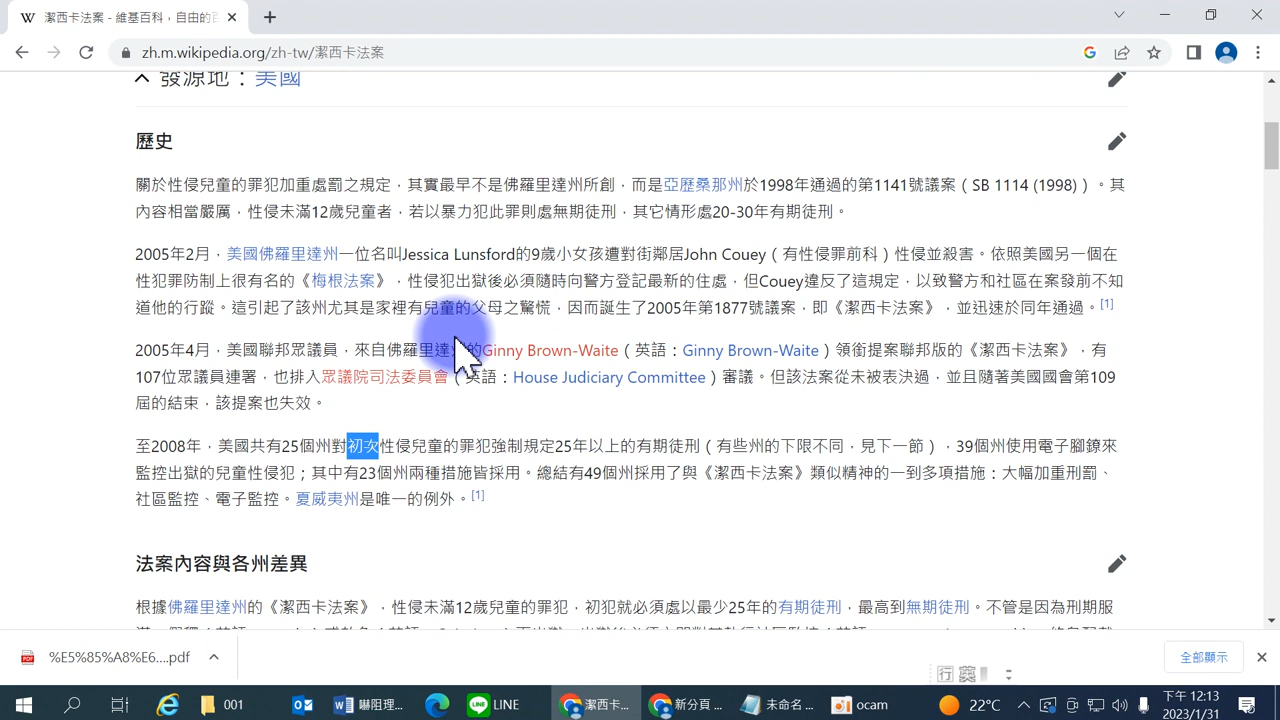 潔西卡法案 - 維基百科，自由的百
zh.m.wikipedia.org/zh-tw/潔西卡法案
發源地：美國
歷史
關於性侵兒童的罪犯加重處罰之規定，其實最早不是佛羅里達州所創，而是亞歷桑那州於1998年通過的第1141號議案（SB 1114 (1998)）。其
內容相當嚴厲，性侵未滿12歲兒童者，若以暴力犯此罪則處無期徒刑，其它情形處20-30年有期徒刑。
2005年2月，美國佛羅里達州一位名叫Jessica Lunsford的9歲小女孩遭對街鄰居John Couey（有性侵罪前科）性侵並殺害。依照美國另一個在
性犯罪防制上很有名的《梅根法案》，性侵犯出獄後必須隨時向警方登記最新的住處，但Couey違反了這規定，以致警方和社區在案發前不知
道他的行蹤。這引起了該州尤其是家裡有兒童的父母之驚慌，因而誕生了2005年第1877號議案，即《潔西卡法案》，並迅速於同年通過。[1]
2005年4月，美國聯邦眾議員，來自佛羅里達州的Ginny Brown-Waite（英語：Ginny Brown-Waite）領銜提案聯邦版的《潔西卡法案》，有
107位眾議員連署，也排入眾議院司法委員會（英語：House Judiciary Committee）審議。但該法案從未被表決過，並且隨著美國國會第109
屆的結束，該提案也失效。
至2008年，美國共有25個州對初次性侵兒童的罪犯強制規定25年以上的有期徒刑（有些州的下限不同，見下一節），39個州使用電子腳鐐來
監控出獄的兒童性侵犯；其中有23個州兩種措施皆採用。總結有49個州採用了與《潔西卡法案》類似精神的一到多項措施：大幅加重刑罰、
社區監控、電子監控。夏威夷州是唯一的例外。[1]
法案內容與各州差異
根據佛羅里達州的《潔西卡法案》，性侵未滿12歲兒童的罪犯，初犯就必須處以最少25年的有期徒刑，最高到無期徒刑。不管是因為刑期服
%E5%85%A8%E6....pdf
全部顯示
行 英
001
嚇阻理...
LINE
潔西卡...
新分頁 ...
未命名 ...
ocam
22°C
下午 12:13
2023/1/31